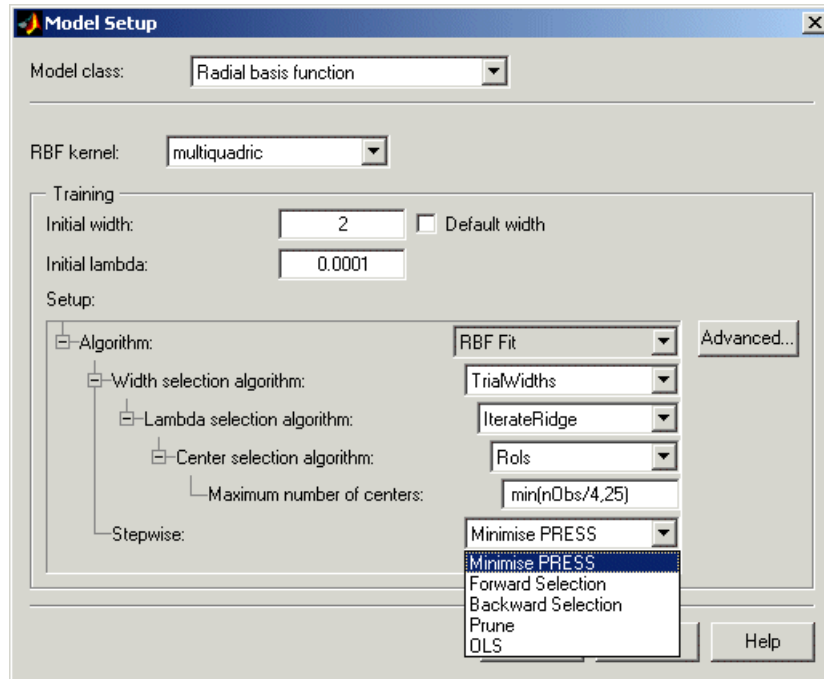 Model Setup
Model class: Radial basis function
RBF kernel: multiquadric
Training
Initial width: 2 Default width
Initial lambda: 0.0001
Setup:
Algorithm: RBF Fit Advanced...
Width selection algorithm: TrialWidths
Lambda selection algorithm: IterateRidge
Center selection algorithm: Rols
Maximum number of centers: min(nObs/4,25)
Stepwise: Minimise PRESS
Minimise PRESS
Forward Selection
Backward Selection
Prune
OLS
Help